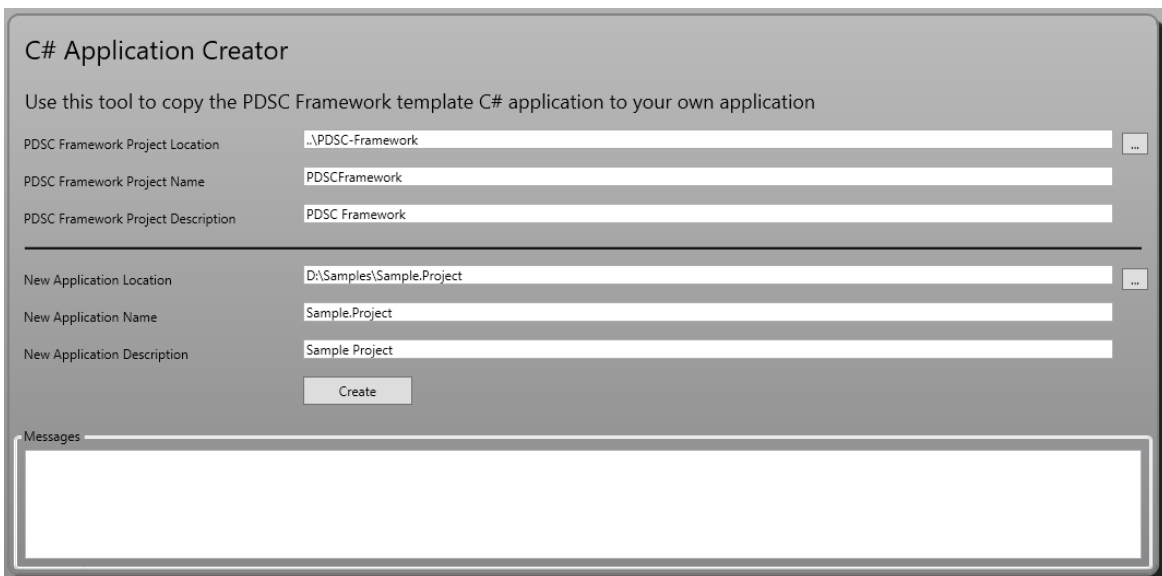 C# Application Creator
Use this tool to copy the PDSC Framework template C# application to your own application
PDSC Framework Project Location ..\PDSC-Framework ...
PDSC Framework Project Name PDSCFramework
PDSC Framework Project Description PDSC Framework
New Application Location D:\Samples\Sample.Project ...
New Application Name Sample.Project
New Application Description Sample Project
Create
Messages